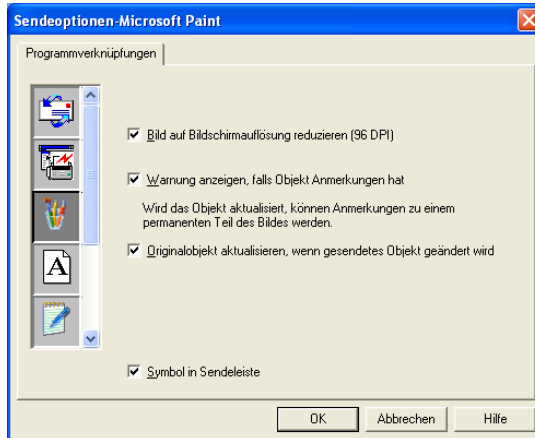 Sendeoptionen-Microsoft Paint
Programmverknüpfungen
Bild auf Bildschirmauflösung reduzieren (96 DPI)
Warnung anzeigen, falls Objekt Anmerkungen hat
Wird das Objekt aktualisiert, können Anmerkungen zu einem
permanenten Teil des Bildes werden.
Originalobjekt aktualisieren, wenn gesendetes Objekt geändert wird
A
Symbol in Sendeleiste
OK Abbrechen Hilfe